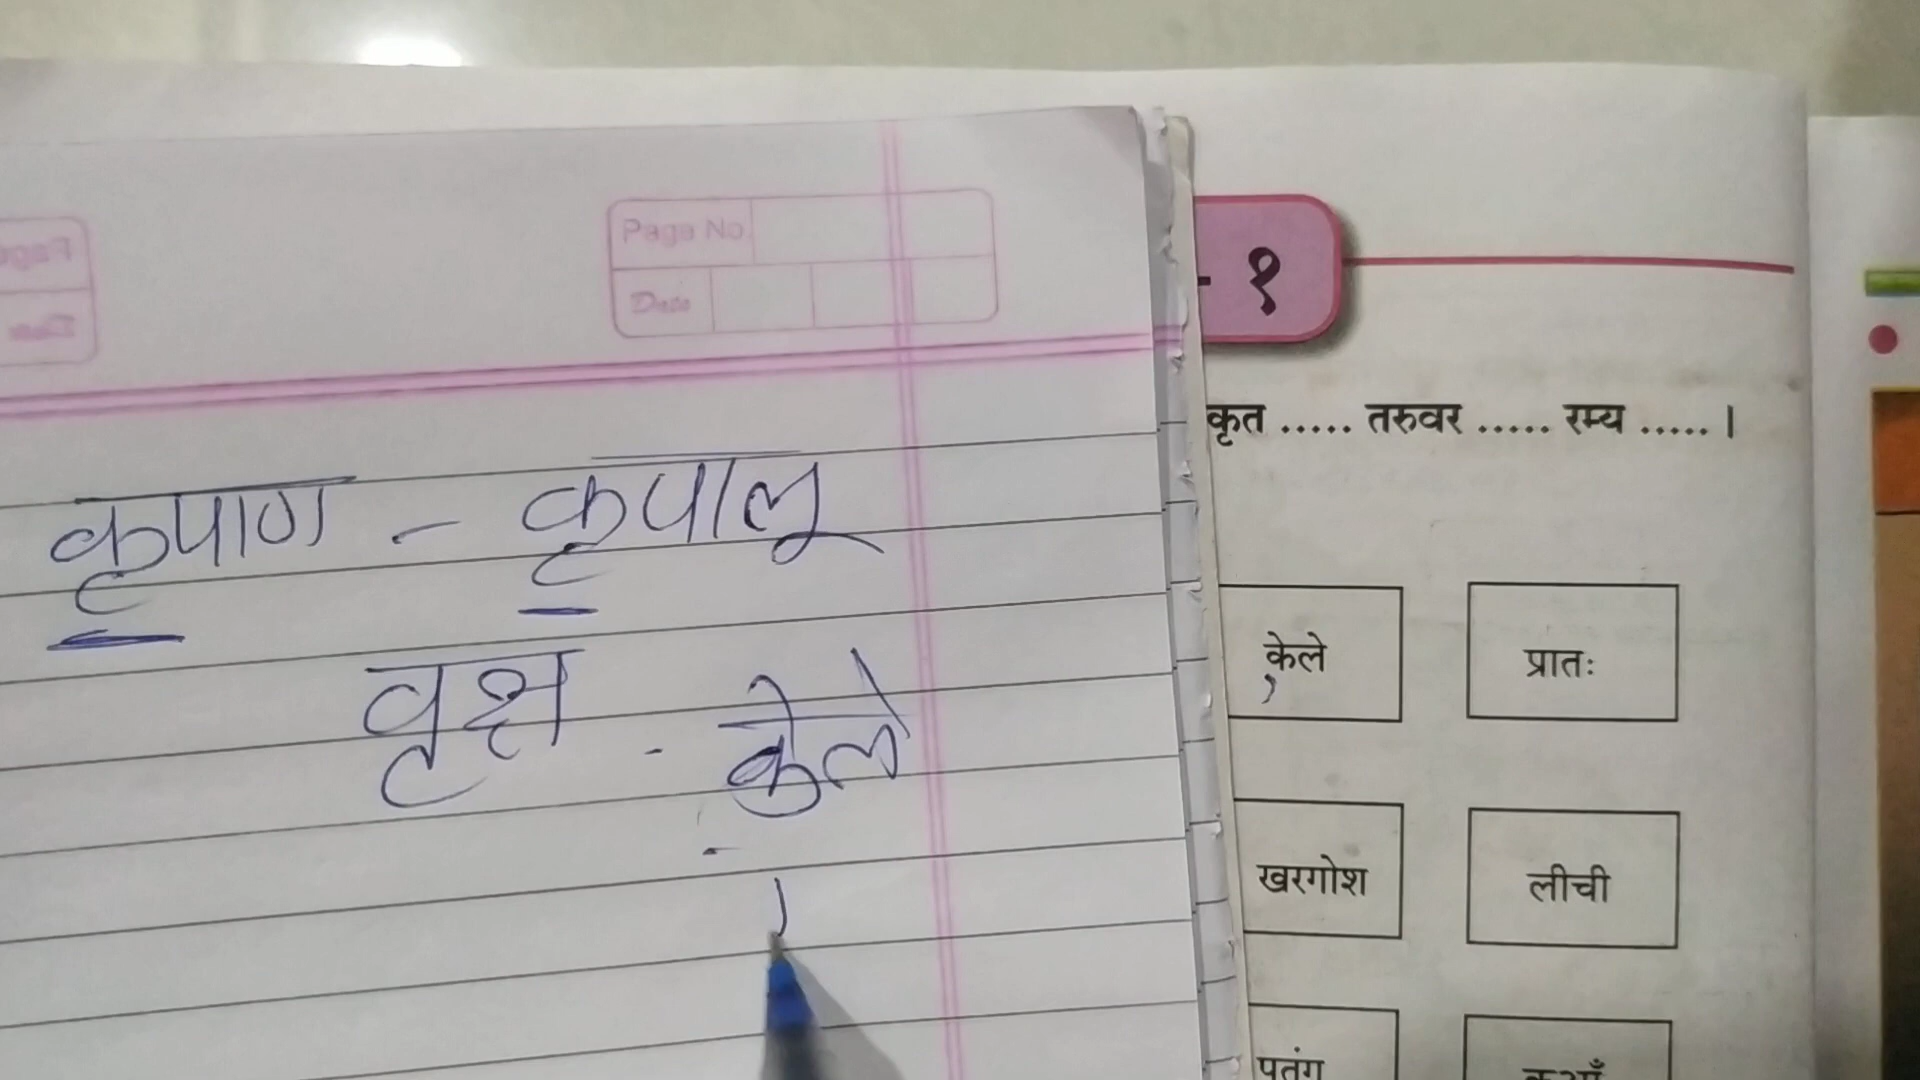 Page No.
Date
कृपाण - कृपालू
वृक्ष - केुले
- १
कृत ..... तरुवर ..... रम्य ..... ।
केले
प्रातः
खरगोश
लीची
पतंग